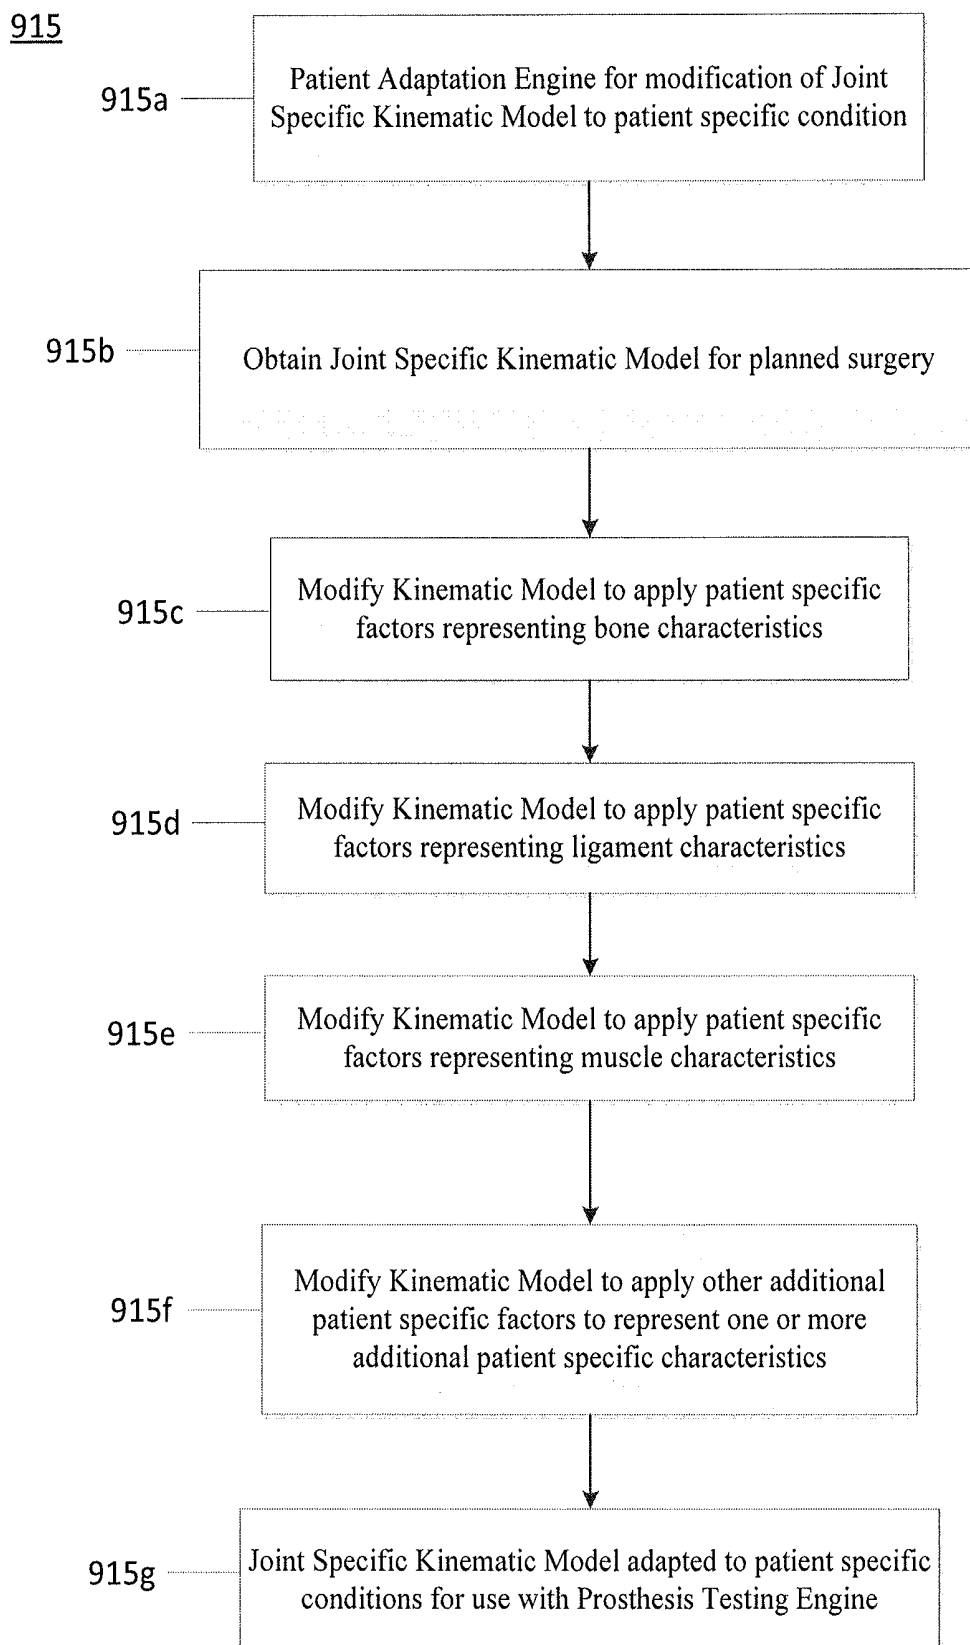 915
915a
Patient Adaptation Engine for modification of Joint
Specific Kinematic Model to patient specific condition
915b
Obtain Joint Specific Kinematic Model for planned surgery
915c
Modify Kinematic Model to apply patient specific
factors representing bone characteristics
915d
Modify Kinematic Model to apply patient specific
factors representing ligament characteristics
915e
Modify Kinematic Model to apply patient specific
factors representing muscle characteristics
915f
Modify Kinematic Model to apply other additional
patient specific factors to represent one or more
additional patient specific characteristics
915g
Joint Specific Kinematic Model adapted to patient specific
conditions for use with Prosthesis Testing Engine